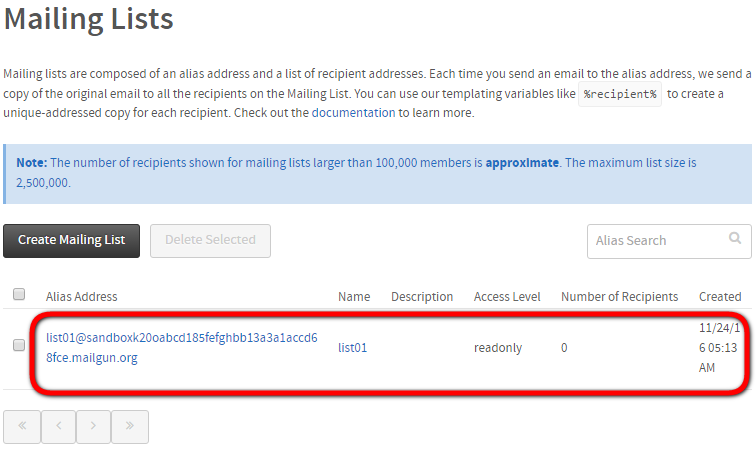 Mailing Lists
Mailing lists are composed of an alias address and a list of recipient addresses. Each time you send an email to the alias address, we send a
copy of the original email to all the recipients on the Mailing List. You can use our templating variables like %recipient% to create a
unique-addressed copy for each recipient. Check out the documentation to learn more.
Note: The number of recipients shown for mailing lists larger than 100,000 members is approximate. The maximum list size is
2,500,000.
Create Mailing List Delete Selected Alias Search
Alias Address Name Description Access Level Number of Recipients Created
list01@sandboxk20oabcd185fefghbb13a3a1accd6
8fce.mailgun.org
list01 readonly 0
11/24/1
6 05:13
AM
« ‹ › »